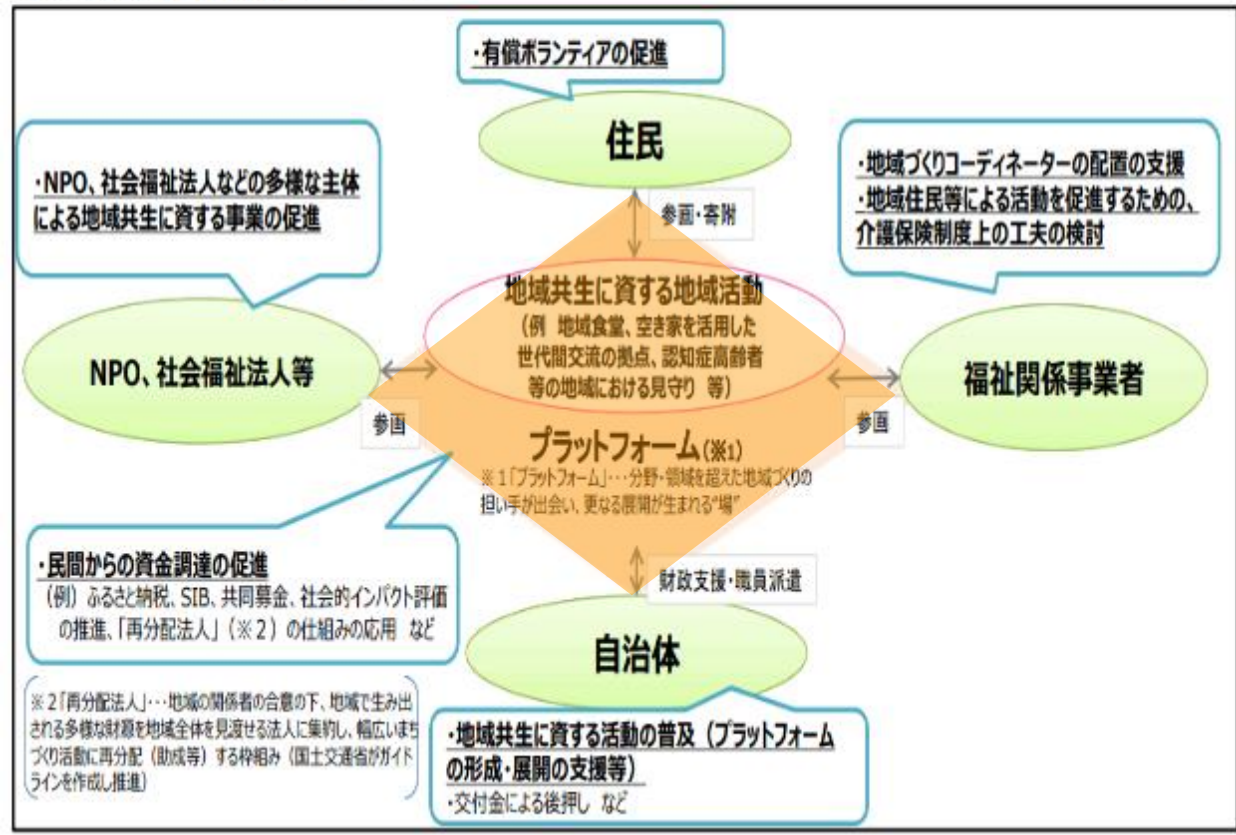 ・有償ボランティアの促進
住民
・NPO、社会福祉法人などの多様な主体
による地域共生に資する事業の促進
・地域づくりコーディネーターの配置の支援
・地域住民等による活動を促進するための、
介護保険制度上の工夫の検討
参画・寄附
地域共生に資する地域活動
（例　地域食堂、空き家を活用した
世代間交流の拠点、認知症高齢者
等の地域における見守り　等）
NPO、社会福祉法人等
福祉関係事業者
参画
参画
プラットフォーム(※1)
※１「プラットフォーム」・・・分野・領域を超えた地域づくりの
担い手が出会い、更なる展開が生まれる“場”
・民間からの資金調達の促進
（例）ふるさと納税、SIB、共同募金、社会的インパクト評価
の推進、「再分配法人」（※２）の仕組みの応用　など
財政支援・職員派遣
自治体
※２「再分配法人」・・・地域の関係者の合意の下、地域で生み出
される多様な財源を地域全体を見渡せる法人に集約し、幅広いまち
づくり活動に再分配（助成等）する枠組み（国土交通省がガイド
ラインを作成し推進）
・地域共生に資する活動の普及（プラットフォーム
の形成・展開の支援等）
・交付金による後押し　など